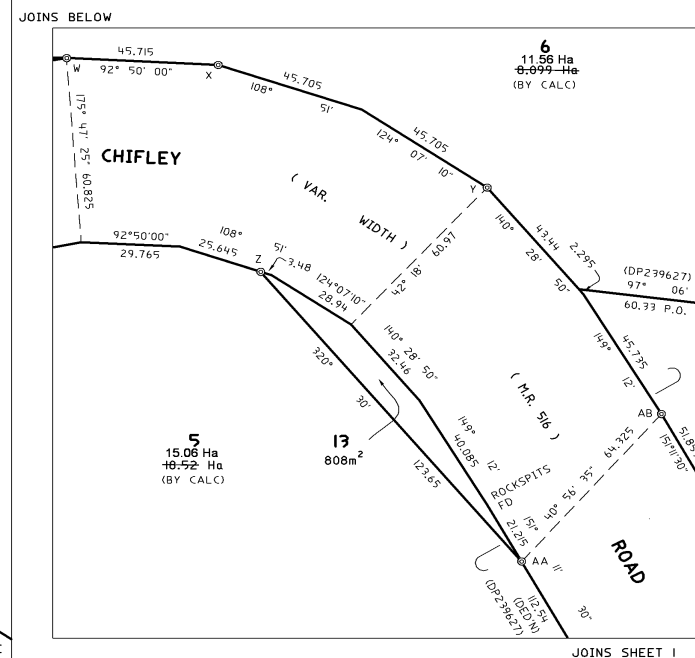 JOINS BELOW
6
11.56 Ha
8.099 Ha
(BY CALC)
45.715
W
92° 50' 00"
X
45.705
108° 51'
45.705
124° 07' 10"
Y
175° 47' 25" 60.825
CHIFLEY
( VAR. WIDTH )
42° 18' 60.97
43.44
140° 28' 50"
2.295
(DP239627)
97° 06'
60.33 P.O.
92°50'00"
29.765
108° 51'
25.645
Z
3.48
124°07'10"
28.94
140° 28' 50"
32.46
45.735
149° 12'
( M.R. 516 )
320° 30'
123.65
5
15.06 Ha
18.52 Ha
(BY CALC)
13
808m²
149° 12'
40.085
AB
51.85
151°11'30"
64.325
40° 56' 35"
ROCKSPITS
FD
151° 11' 30"
21.215
AA
ROAD
112.54
(DED'N)
(DP239627)
JOINS SHEET 1